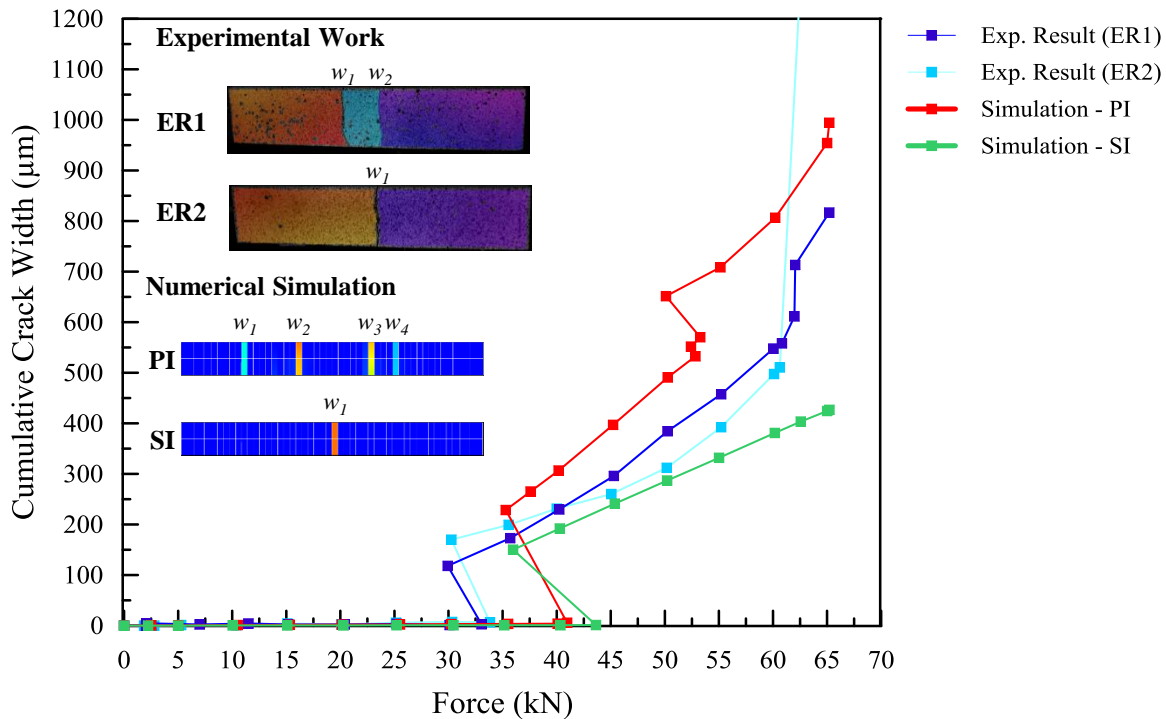 1200
1100
1000
900
800
700
600
500
400
300
200
100
0
Cumulative Crack Width (µm)
Experimental Work
w1 w2
ER1
w1
ER2
Numerical Simulation
w1 w2 w3 w4
PI
w1
SI
0 5 10 15 20 25 30 35 40 45 50 55 60 65 70
Force (kN)
Exp. Result (ER1)
Exp. Result (ER2)
Simulation - PI
Simulation - SI